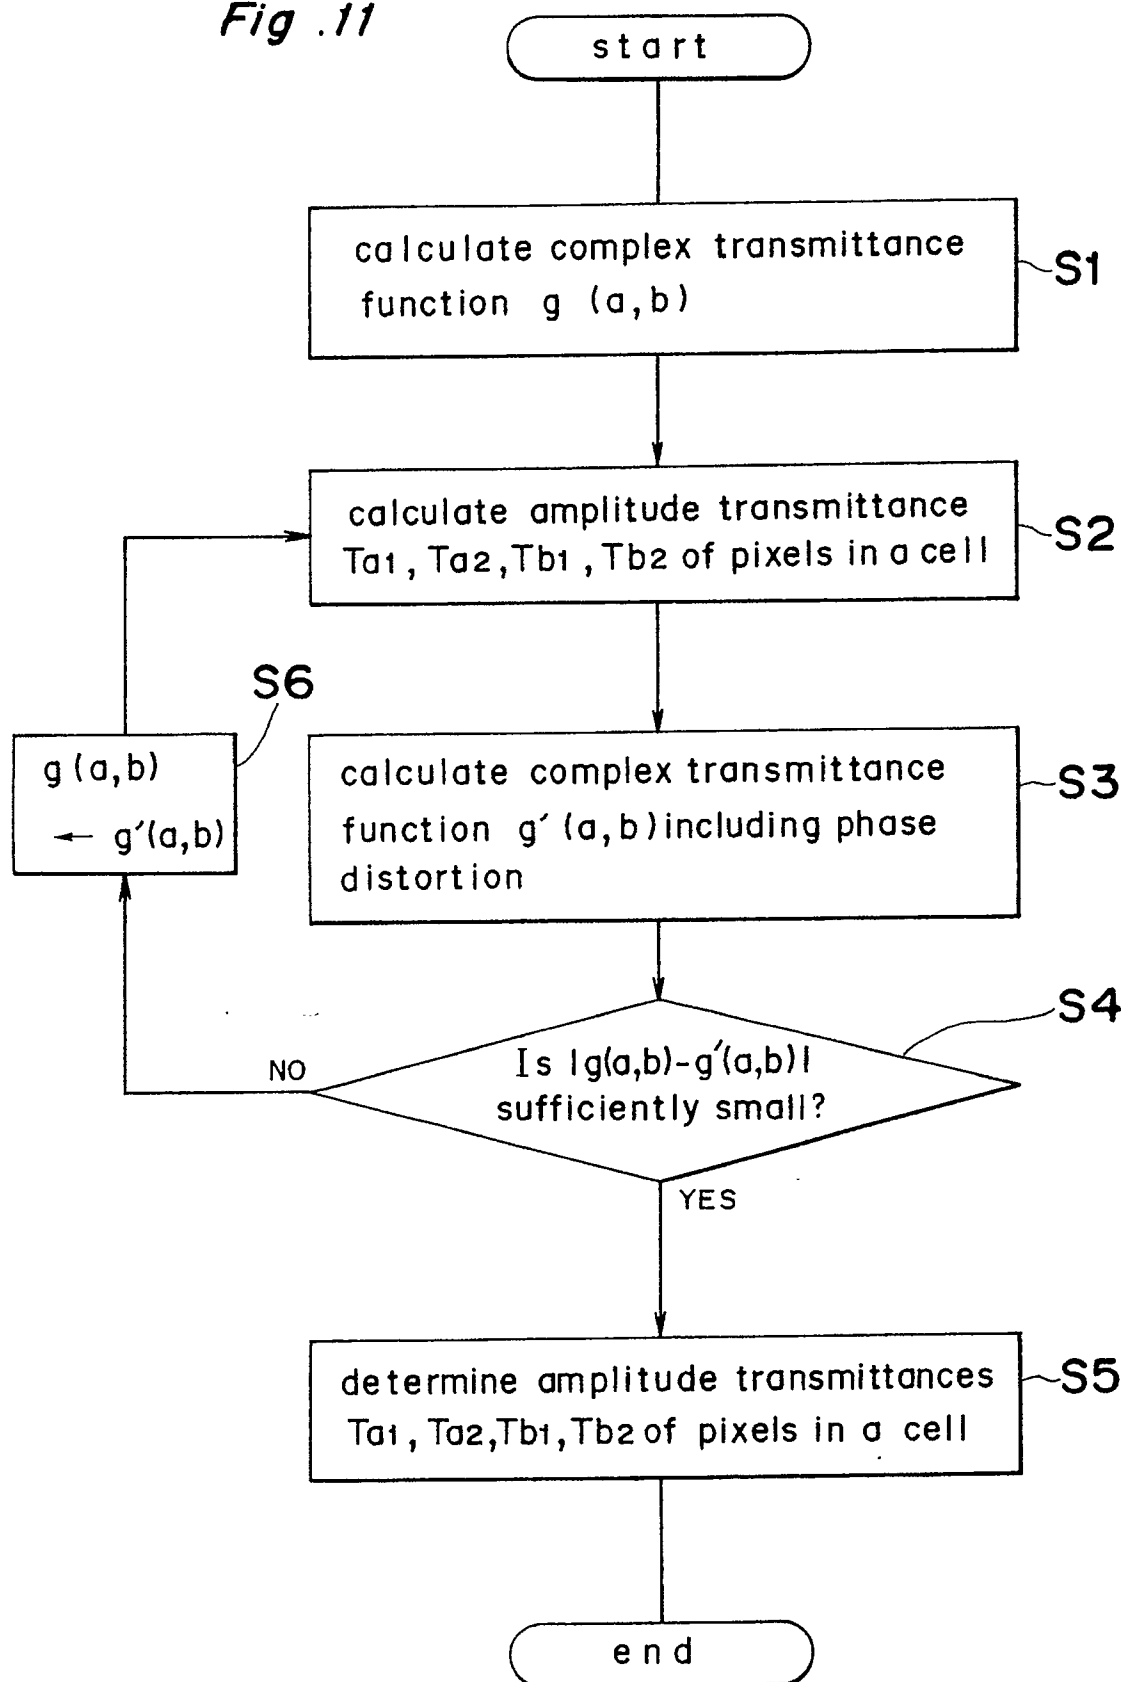 Fig .11
start
calculate complex transmittance
function g (a,b)
S1
calculate amplitude transmittance
Ta1, Ta2,Tb1, Tb2 of pixels in a cell
S2
S6
g(a,b)
← g′(a,b)
calculate complex transmittance
function g′ (a,b) including phase
distortion
S3
S4
Is |g(a,b)-g′(a,b)|
sufficiently small?
NO
YES
determine amplitude transmittances
Ta1, Ta2,Tb1,Tb2 of pixels in a cell
S5
end